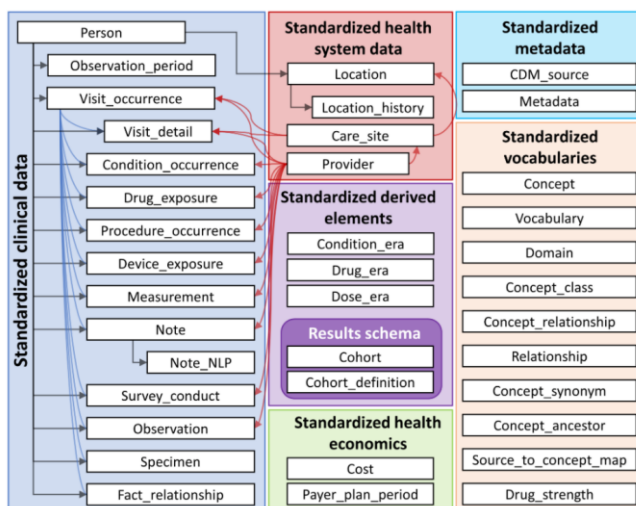 Standardized clinical data
Person
Observation_period
Visit_occurrence
Visit_detail
Condition_occurrence
Drug_exposure
Procedure_occurrence
Device_exposure
Measurement
Note
Note_NLP
Survey_conduct
Observation
Specimen
Fact_relationship
Standardized health
system data
Location
Location_history
Care_site
Provider
Standardized derived
elements
Condition_era
Drug_era
Dose_era
Results schema
Cohort
Cohort_definition
Standardized health
economics
Cost
Payer_plan_period
Standardized
metadata
CDM_source
Metadata
Standardized
vocabularies
Concept
Vocabulary
Domain
Concept_class
Concept_relationship
Relationship
Concept_synonym
Concept_ancestor
Source_to_concept_map
Drug_strength